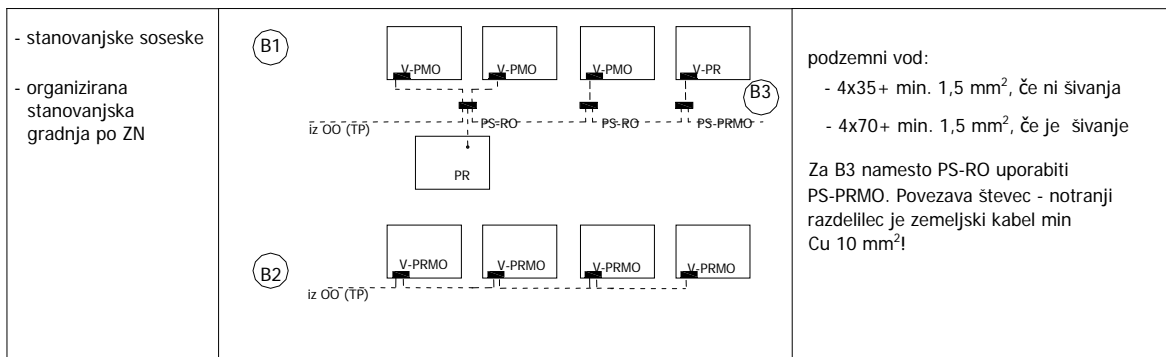 - stanovanjske soseske
- organizirana
stanovanjska
gradnja po ZN
B1
V-PMO
V-PMO
V-PMO
V-PR
B3
iz OO (TP)
PS-RO
PS-RO
PS-PRMO
PR
B2
V-PRMO
V-PRMO
V-PRMO
V-PRMO
iz OO (TP)
podzemni vod:
- 4x35+ min. 1,5 mm², če ni šivanja
- 4x70+ min. 1,5 mm², če je šivanje
Za B3 namesto PS-RO uporabiti
PS-PRMO. Povezava števec - notranji
razdelilec je zemeljski kabel min
Cu 10 mm²!